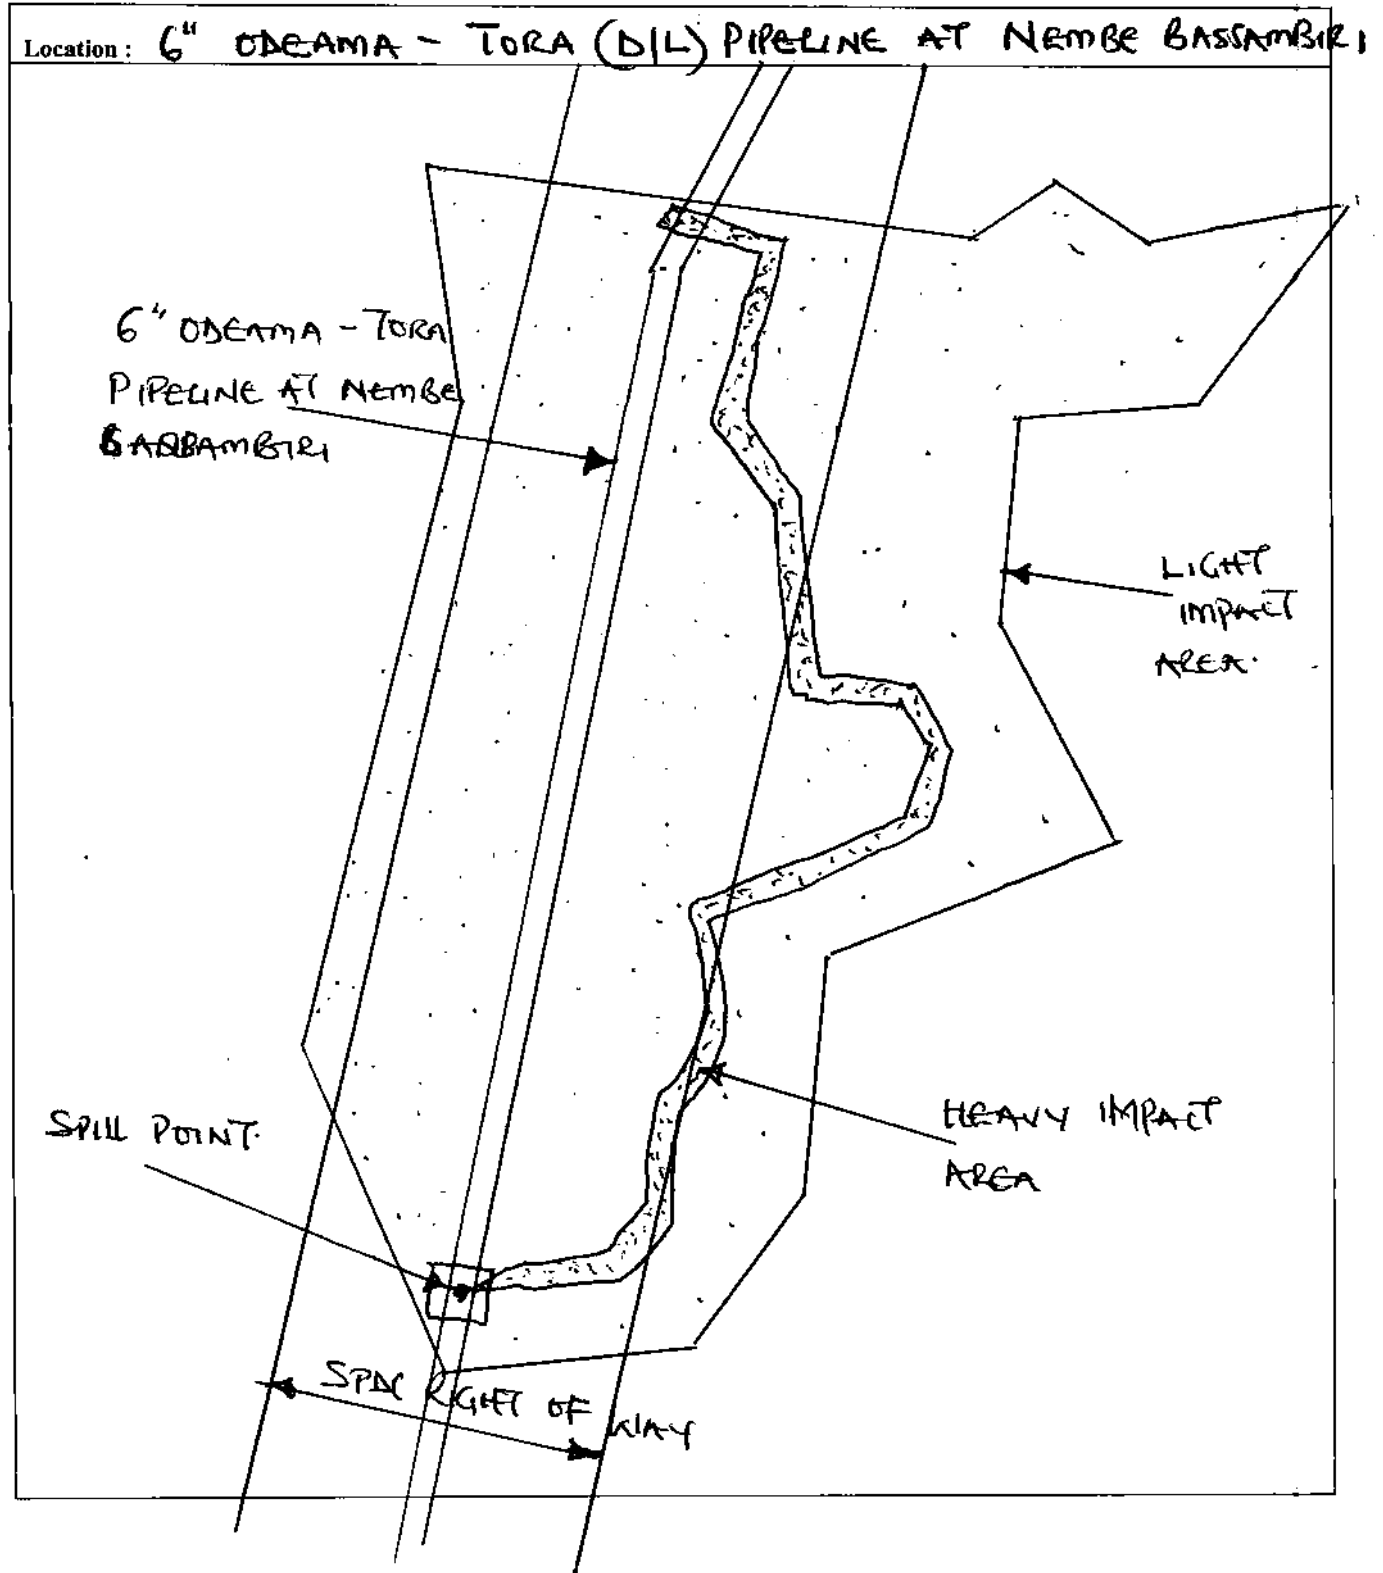 Location : 6" ODEAMA - TORA (D/L) PIPELINE AT NEMBE BASSAMBIRI
6" ODEAMA - TORA
PIPELINE AT NEMBE
BASSAMBIRI
LIGHT
IMPACT
AREA.
HEAVY IMPACT
AREA
SPILL POINT.
SPDC RIGHT OF WAY